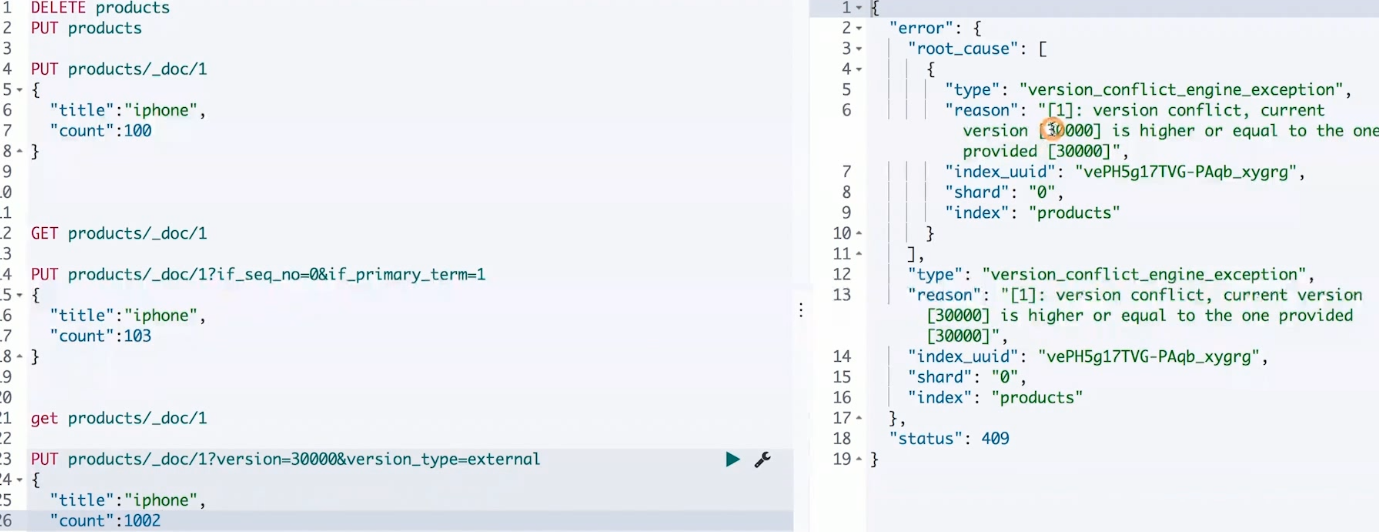 1 DELETE products
2 PUT products
3
4 PUT products/_doc/1
5 {
6 "title":"iphone",
7 "count":100
8 }
9
10
11
12 GET products/_doc/1
13
14 PUT products/_doc/1?if_seq_no=0&if_primary_term=1
15 {
16 "title":"iphone",
17 "count":103
18 }
19
20
21 get products/_doc/1
22
23 PUT products/_doc/1?version=30000&version_type=external
24 {
25 "title":"iphone",
26 "count":1002
1 {
2 "error": {
3 "root_cause": [
4 {
5 "type": "version_conflict_engine_exception",
6 "reason": "[1]: version conflict, current
version [30000] is higher or equal to the one
provided [30000]",
7 "index_uuid": "vePH5g17TVG-PAqb_xygrg",
8 "shard": "0",
9 "index": "products"
10 }
11 ],
12 "type": "version_conflict_engine_exception",
13 "reason": "[1]: version conflict, current version
[30000] is higher or equal to the one provided
[30000]",
14 "index_uuid": "vePH5g17TVG-PAqb_xygrg",
15 "shard": "0",
16 "index": "products"
17 },
18 "status": 409
19 }